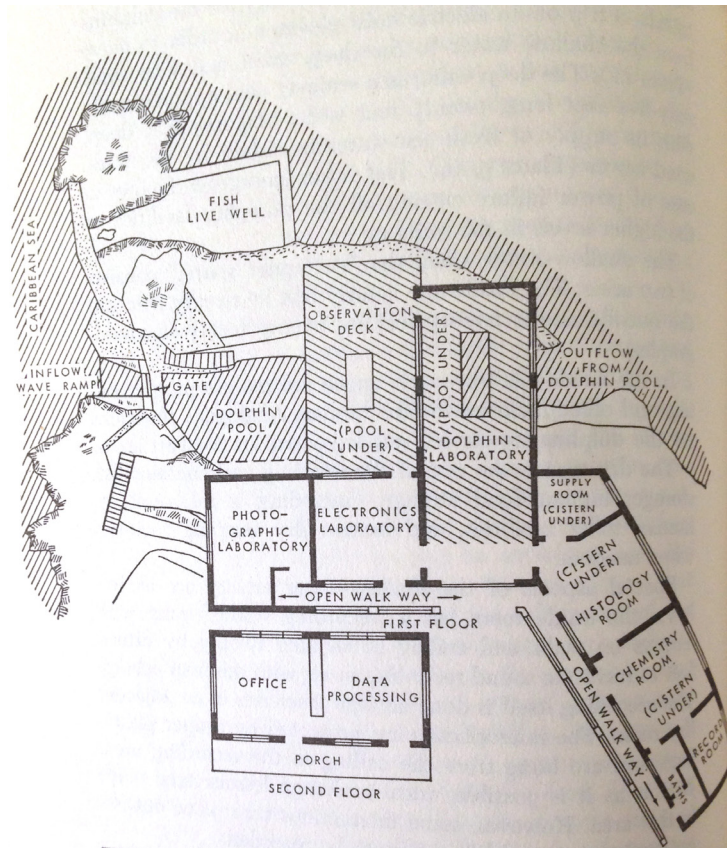 FISH
LIVE WELL
CARIBBEAN SEA
OBSERVATION
DECK
(POOL UNDER)
INFLOW
WAVE RAMP
GATE
OUTFLOW
FROM
DOLPHIN POOL
DOLPHIN
POOL
(POOL
UNDER)
DOLPHIN
LABORATORY
SUPPLY
ROOM
(CISTERN
UNDER)
PHOTO-
GRAPHIC
LABORATORY
ELECTRONICS
LABORATORY
(CISTERN
UNDER)
HISTOLOGY
ROOM
OPEN WALK WAY
FIRST FLOOR
CHEMISTRY
ROOM
(CISTERN
UNDER)
OPEN WALK WAY
RECORD
ROOM
BATHS
OFFICE
DATA
PROCESSING
PORCH
SECOND FLOOR